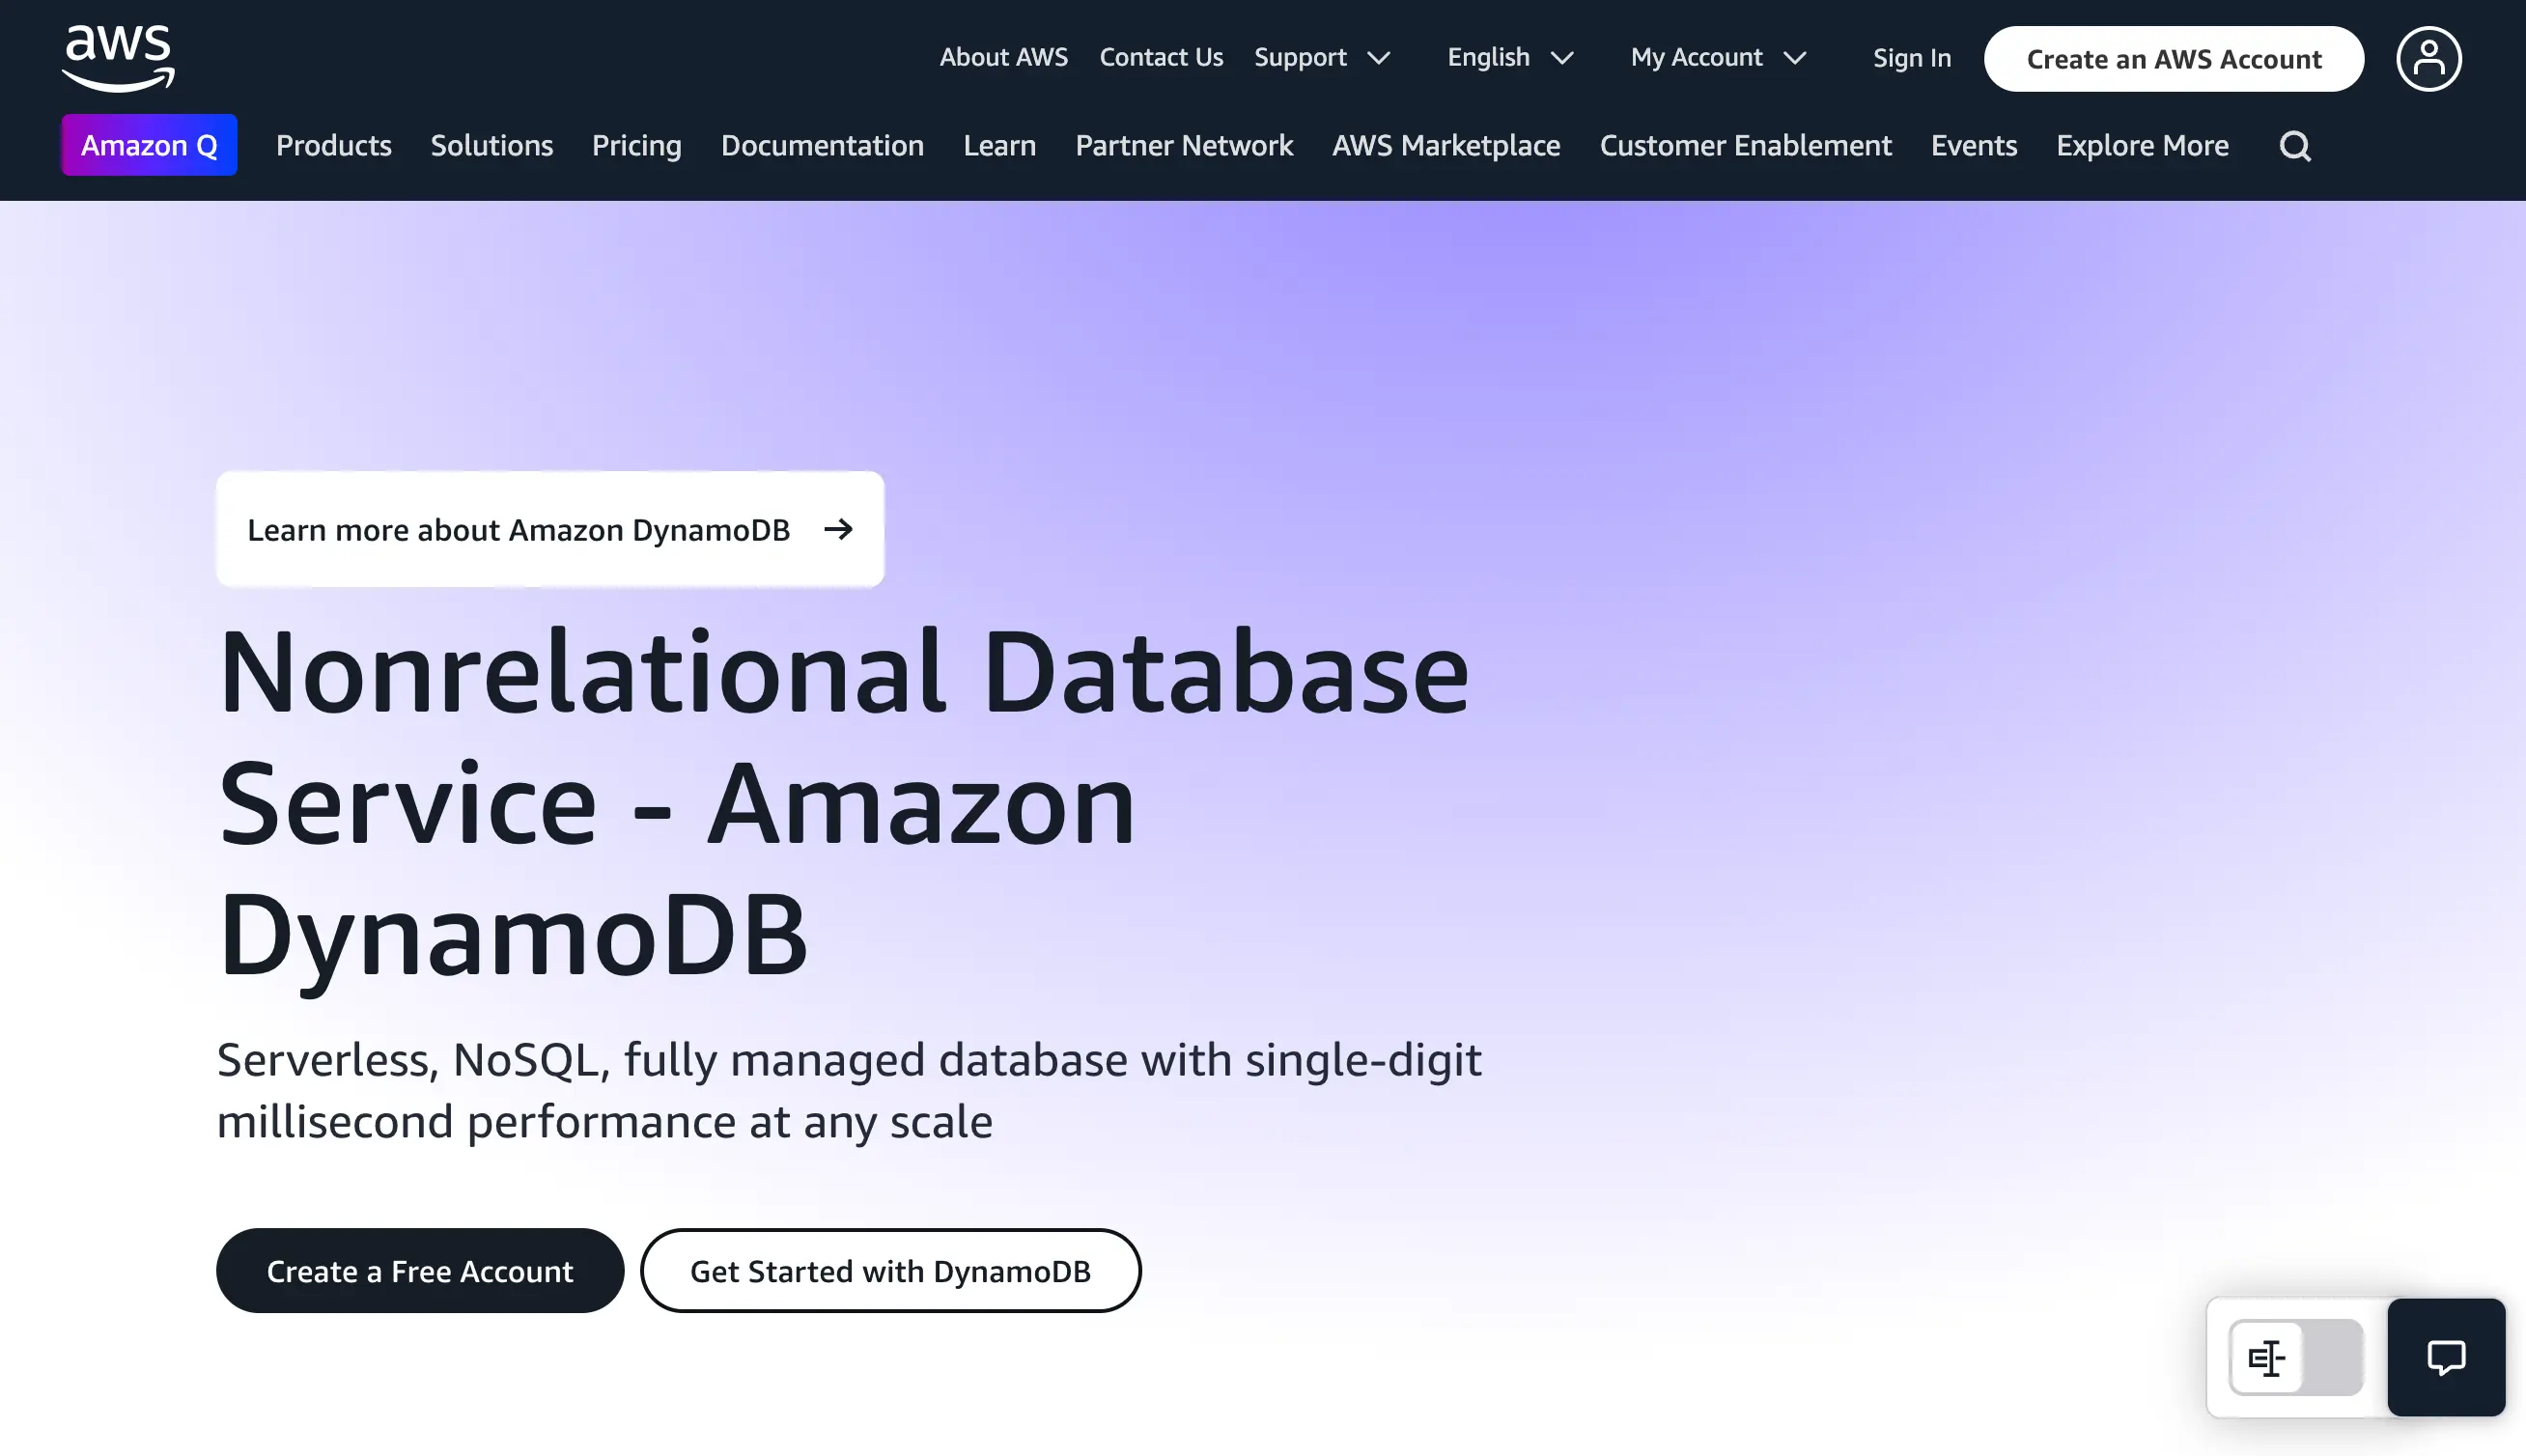 aws
About AWS Contact Us Support English My Account Sign In Create an AWS Account
Amazon Q Products Solutions Pricing Documentation Learn Partner Network AWS Marketplace Customer Enablement Events Explore More
Learn more about Amazon DynamoDB →
Nonrelational Database
Service - Amazon
DynamoDB
Serverless, NoSQL, fully managed database with single-digit
millisecond performance at any scale
Create a Free Account Get Started with DynamoDB